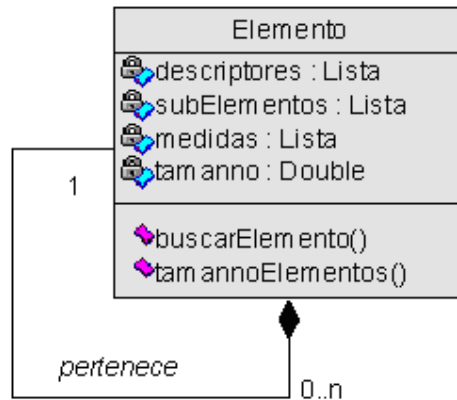 Elemento
descriptores : Lista
subElementos : Lista
medidas : Lista
tamanno : Double
1
buscarElemento()
tamannoElementos()
pertenece
0..n